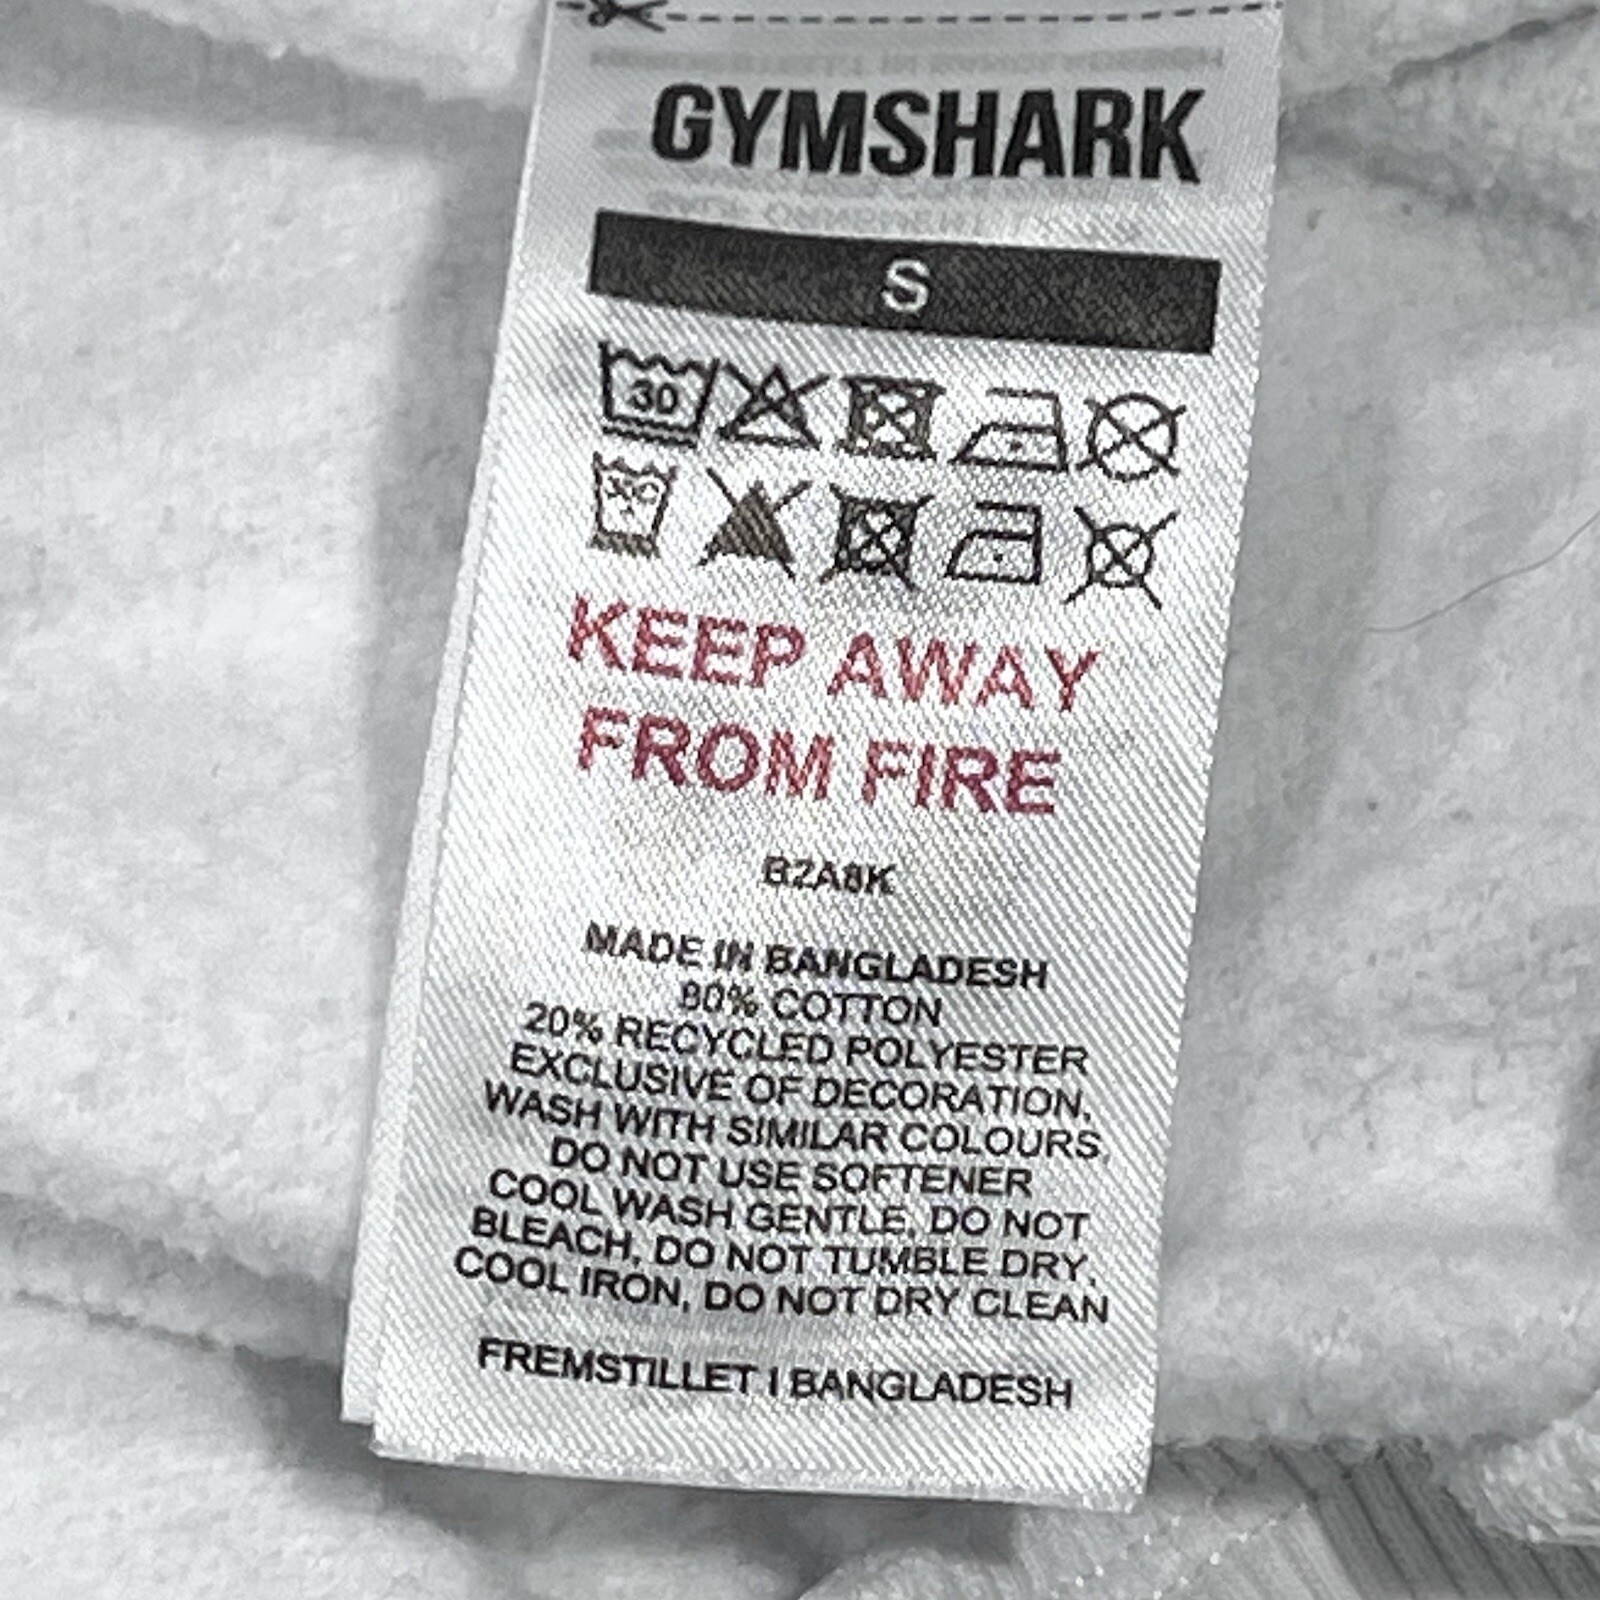 GYMSHARK
S
30
KEEP AWAY
FROM FIRE
B2A8K
MADE IN BANGLADESH
80% COTTON
20% RECYCLED POLYESTER
EXCLUSIVE OF DECORATION,
WASH WITH SIMILAR COLOURS,
DO NOT USE SOFTENER
COOL WASH GENTLE, DO NOT
BLEACH, DO NOT TUMBLE DRY,
COOL IRON, DO NOT DRY CLEAN
FREMSTILLET I BANGLADESH